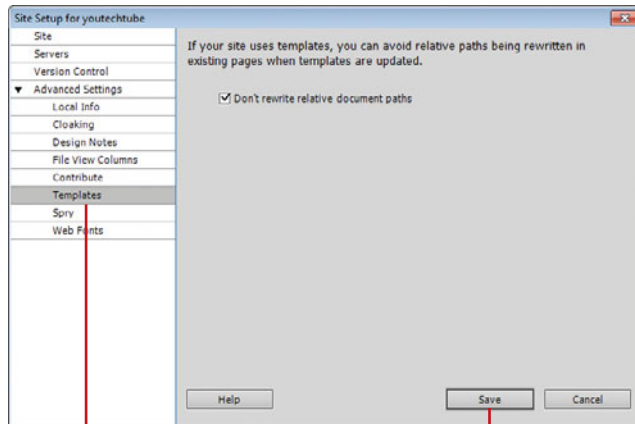 Site Setup for youtechtube
Site
Servers
Version Control
Advanced Settings
Local Info
Cloaking
Design Notes
File View Columns
Contribute
Templates
Spry
Web Fonts
If your site uses templates, you can avoid relative paths being rewritten in
existing pages when templates are updated.
Don't rewrite relative document paths
Help
Save
Cancel